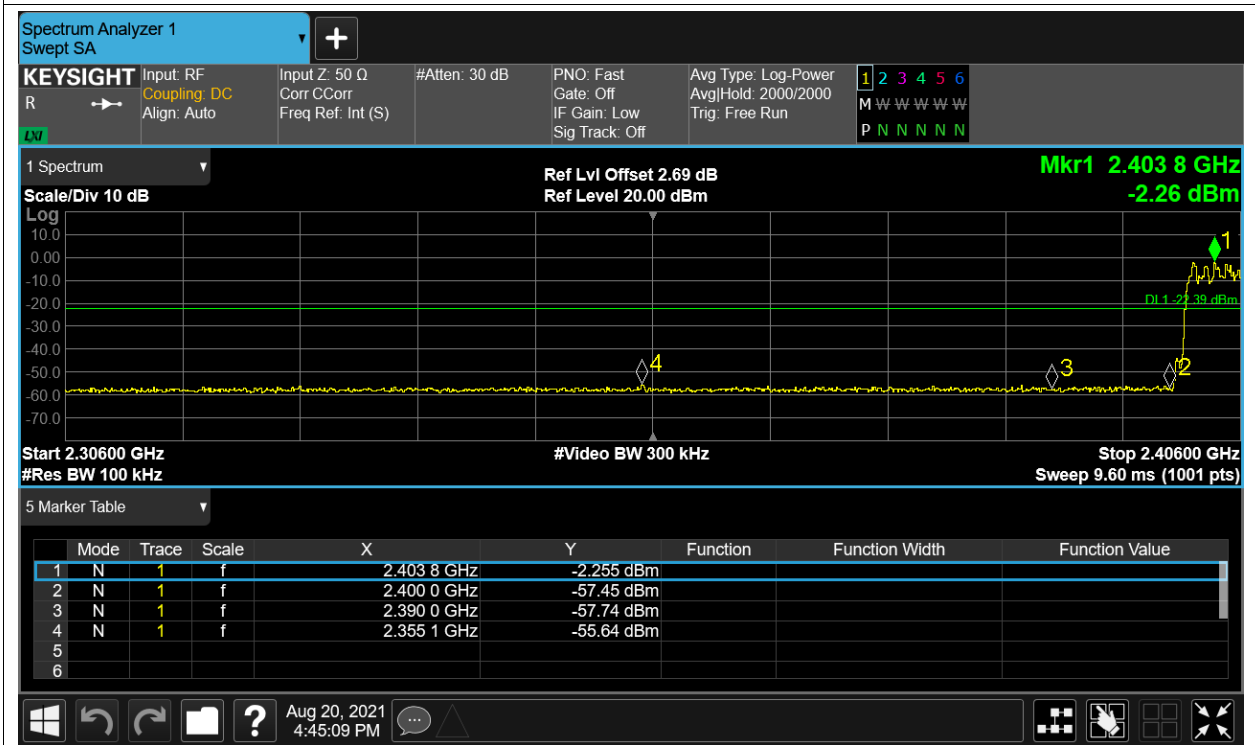 Spectrum Analyzer 1
Swept SA
KEYSIGHT Input: RF Input Z: 50 Ω #Atten: 30 dB PNO: Fast Avg Type: Log-Power 1 2 3 4 5 6
R Coupling: DC Corr CCorr Gate: Off Avg|Hold: 2000/2000 M W W W W W W
Align: Auto Freq Ref: Int (S) IF Gain: Low Trig: Free Run
LXI Sig Track: Off P N N N N N N
1 Spectrum Ref Lvl Offset 2.69 dB Mkr1 2.403 8 GHz
Scale/Div 10 dB Ref Level 20.00 dBm -2.26 dBm
Log
10.0
1
0.00
-10.0
-20.0 DL1 -22.39 dBm
-30.0
-40.0
4 3 2
-50.0
-60.0
-70.0
Start 2.30600 GHz #Video BW 300 kHz Stop 2.40600 GHz
#Res BW 100 kHz Sweep 9.60 ms (1001 pts)
5 Marker Table
Mode Trace Scale X Y Function Function Width Function Value
1 N 1 f 2.403 8 GHz -2.255 dBm
2 N 1 f 2.400 0 GHz -57.45 dBm
3 N 1 f 2.390 0 GHz -57.74 dBm
4 N 1 f 2.355 1 GHz -55.64 dBm
5
6
? Aug 20, 2021
4:45:09 PM